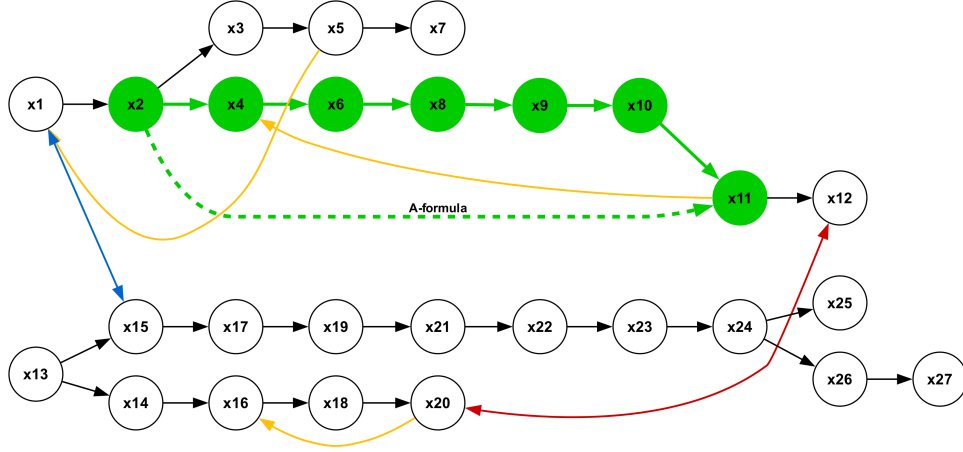 x3 x5 x7
x1 x2 x4 x6 x8 x9 x10
x11 x12
A-formula
x15 x17 x19 x21 x22 x23 x24 x25
x13 x26 x27
x14 x16 x18 x20